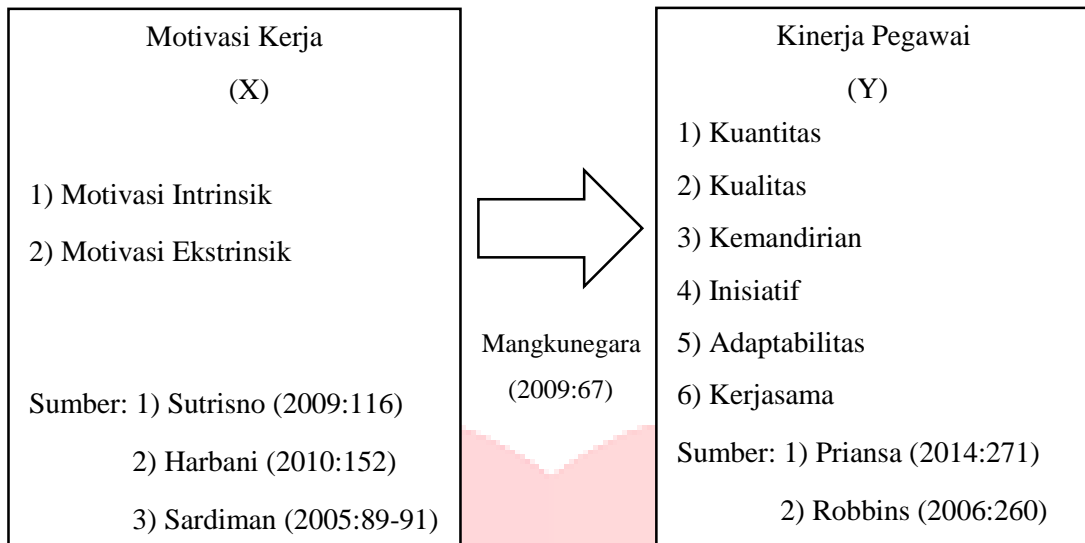 Motivasi Kerja
(X)
1) Motivasi Intrinsik
2) Motivasi Ekstrinsik
Sumber: 1) Sutrisno (2009:116)
2) Harbani (2010:152)
3) Sardiman (2005:89-91)
Mangkunegara
(2009:67)
Kinerja Pegawai
(Y)
1) Kuantitas
2) Kualitas
3) Kemandirian
4) Inisiatif
5) Adaptabilitas
6) Kerjasama
Sumber: 1) Priansa (2014:271)
2) Robbins (2006:260)